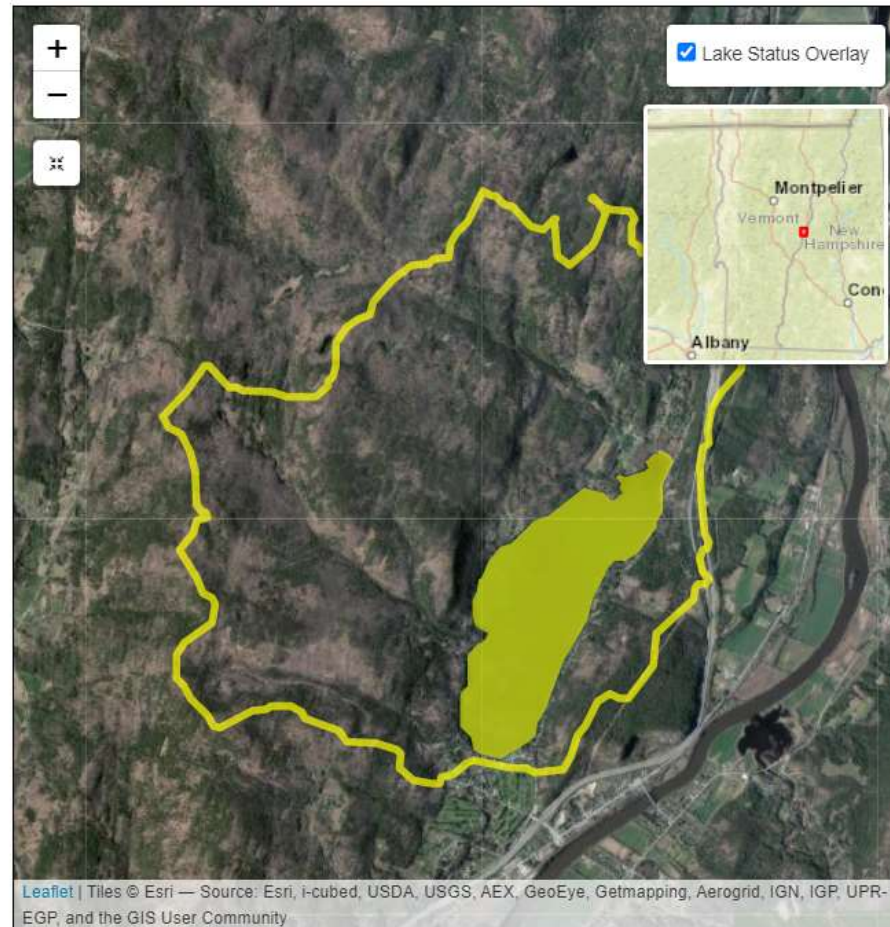 +
−
Lake Status Overlay
Montpelier
Vermont
New
Hampshire
Con
Albany
Leaflet | Tiles © Esri — Source: Esri, i-cubed, USDA, USGS, AEX, GeoEye, Getmapping, Aerogrid, IGN, IGP, UPR-
EGP, and the GIS User Community